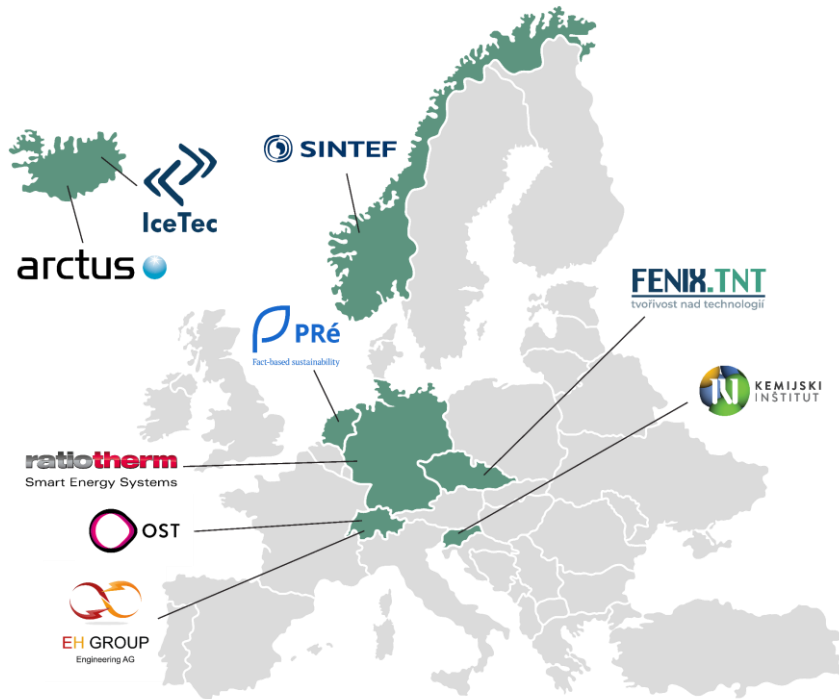 SINTEF
IceTec
arctus
FENIX.TNT
tvořivost nad technologií
PRé
Fact-based sustainability
KEMIJSKI
INŠTITUT
ratiotherm
Smart Energy Systems
OST
EH GROUP
Engineering AG